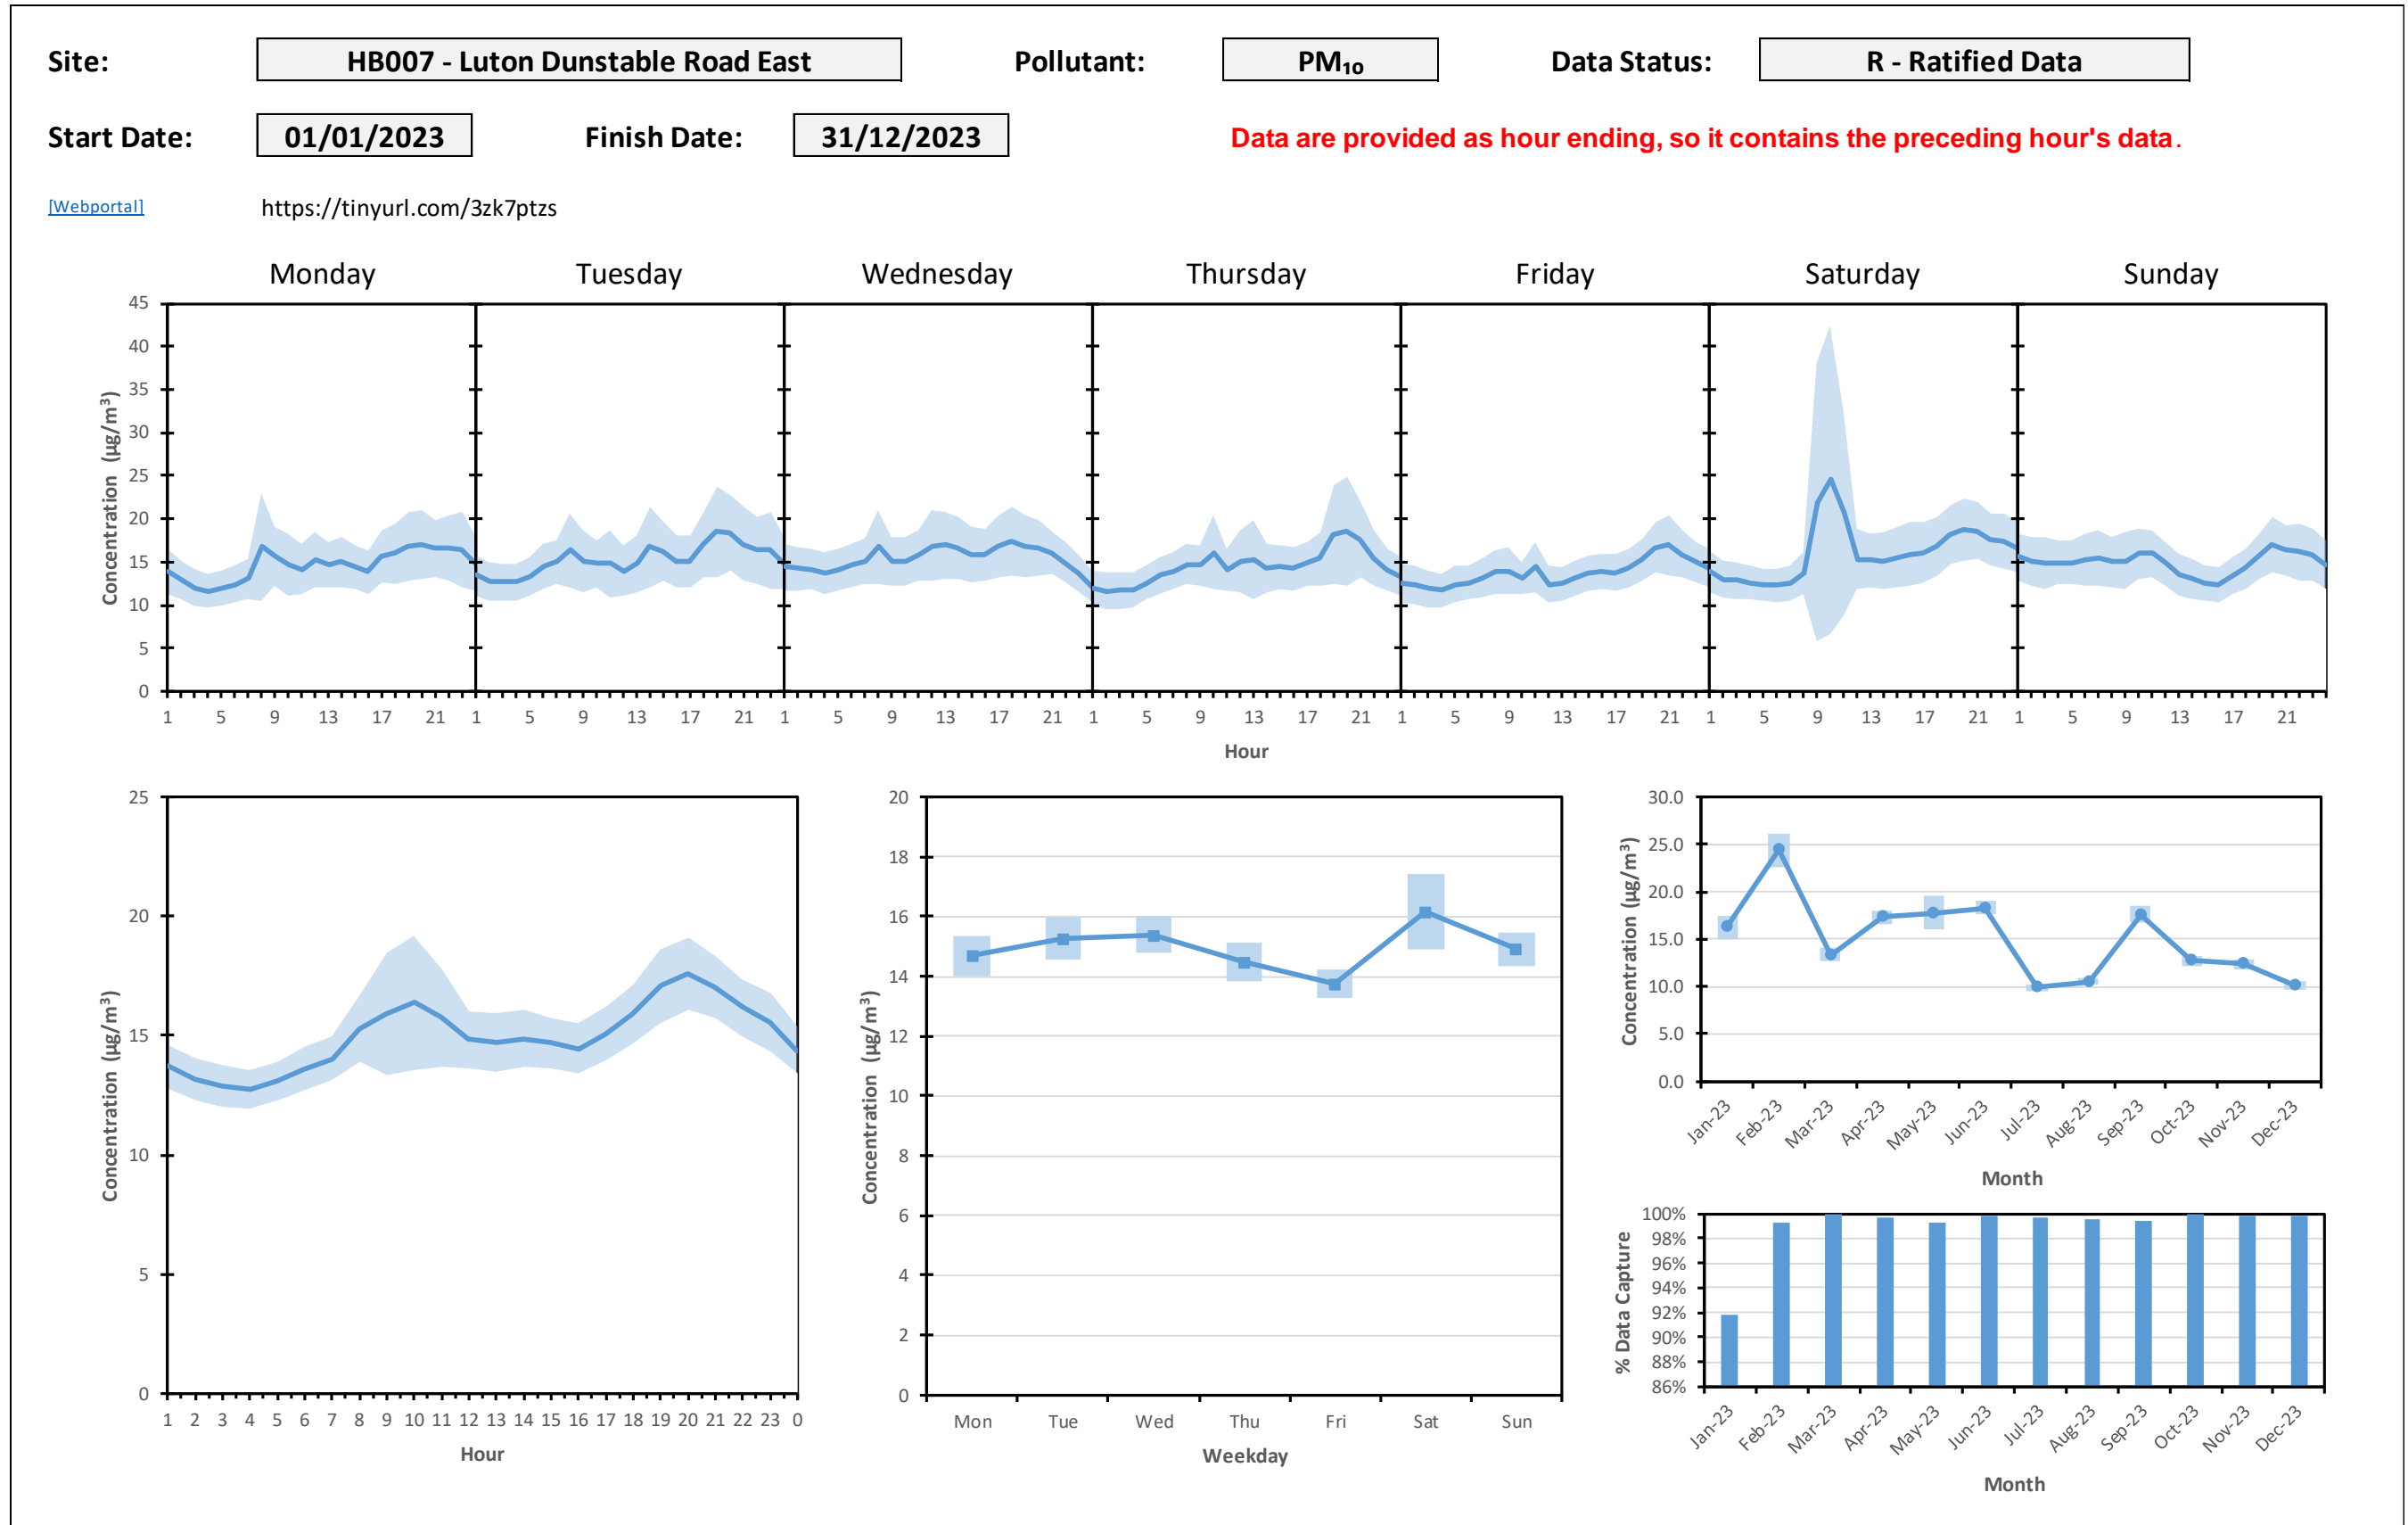 Site: HB007 - Luton Dunstable Road East Pollutant: PM₁₀ Data Status: R - Ratified Data
Start Date: 01/01/2023 Finish Date: 31/12/2023 Data are provided as hour ending, so it contains the preceding hour's data.
[Webportal] https://tinyurl.com/3zk7ptzs
Monday Tuesday Wednesday Thursday Friday Saturday Sunday
Concentration (µg/m³)
45
40
35
30
25
20
15
10
5
0
1 5 9 13 17 21 1 5 9 13 17 21 1 5 9 13 17 21 1 5 9 13 17 21 1 5 9 13 17 21 1 5 9 13 17 21 1 5 9 13 17 21
Hour
Concentration (µg/m³)
25
20
15
10
5
0
1 2 3 4 5 6 7 8 9 10 11 12 13 14 15 16 17 18 19 20 21 22 23 0
Hour
Concentration (µg/m³)
20
18
16
14
12
10
8
6
4
2
0
Mon Tue Wed Thu Fri Sat Sun
Weekday
Concentration (µg/m³)
30.0
25.0
20.0
15.0
10.0
5.0
0.0
Jan-23 Feb-23 Mar-23 Apr-23 May-23 Jun-23 Jul-23 Aug-23 Sep-23 Oct-23 Nov-23 Dec-23
Month
% Data Capture
100%
98%
96%
94%
92%
90%
88%
86%
Jan-23 Feb-23 Mar-23 Apr-23 May-23 Jun-23 Jul-23 Aug-23 Sep-23 Oct-23 Nov-23 Dec-23
Month